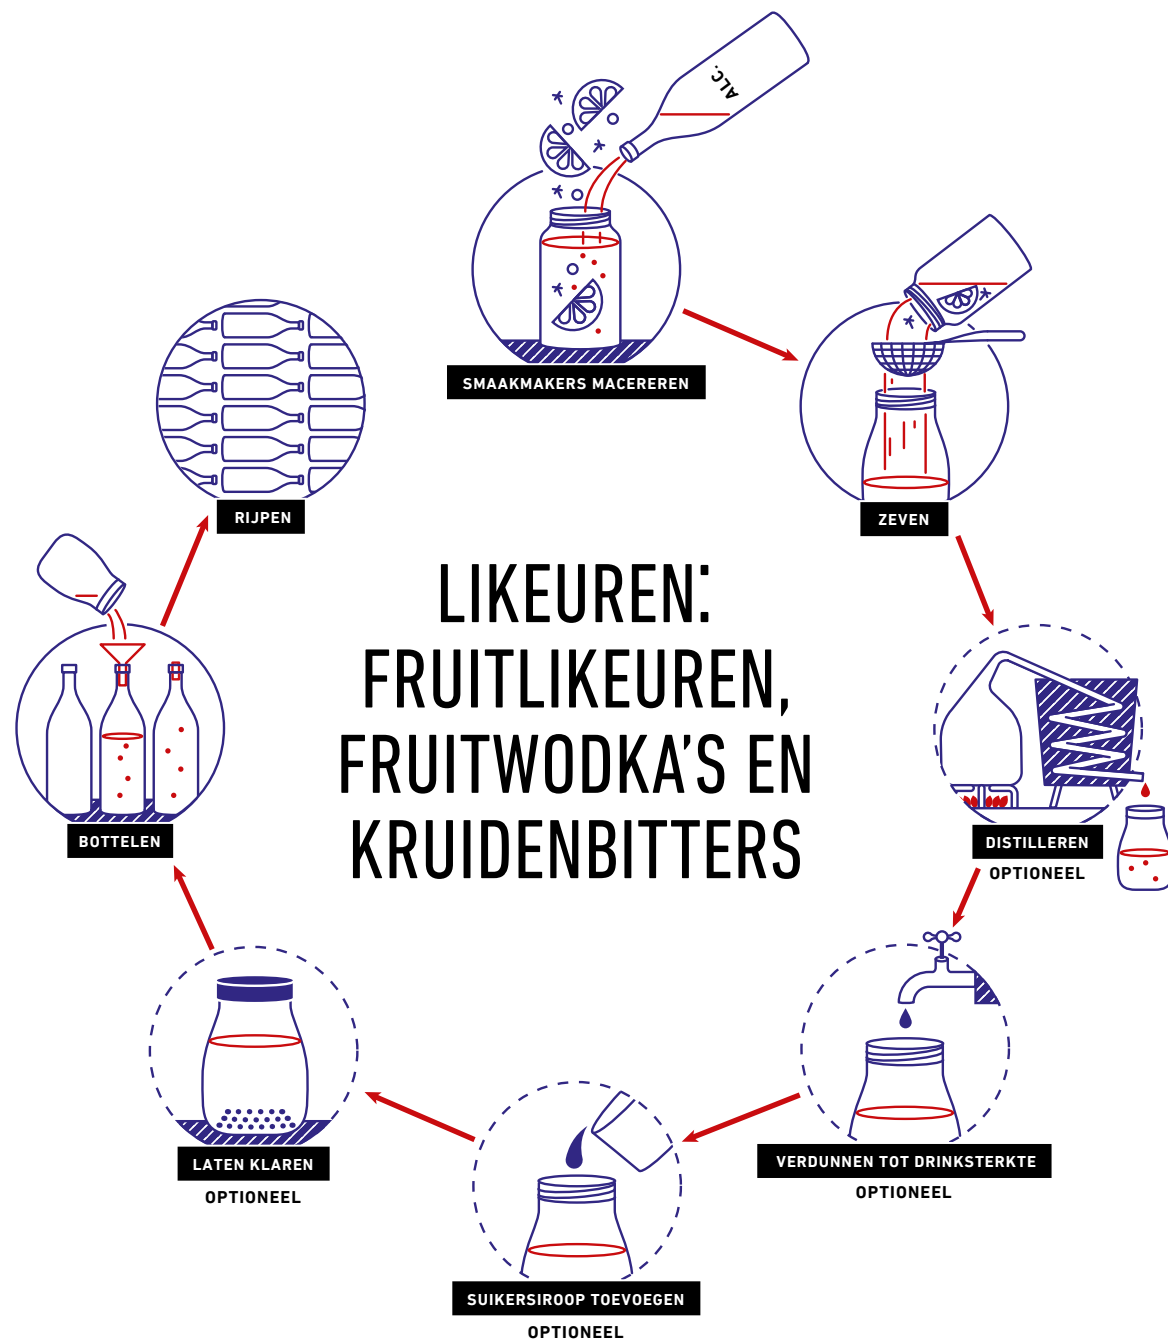 ALC.
SMAAKMAKERS MACEREREN
ZEVEN
DISTILLEREN
OPTIONEEL
VERDUNNEN TOT DRINKSTERKTE
OPTIONEEL
SUIKERSIROOP TOEVOEGEN
OPTIONEEL
LATEN KLAREN
OPTIONEEL
BOTTELEN
RIJPEN
LIKEUREN:
FRUITLIKEUREN,
FRUITWODKA'S EN
KRUIDENBITTERS